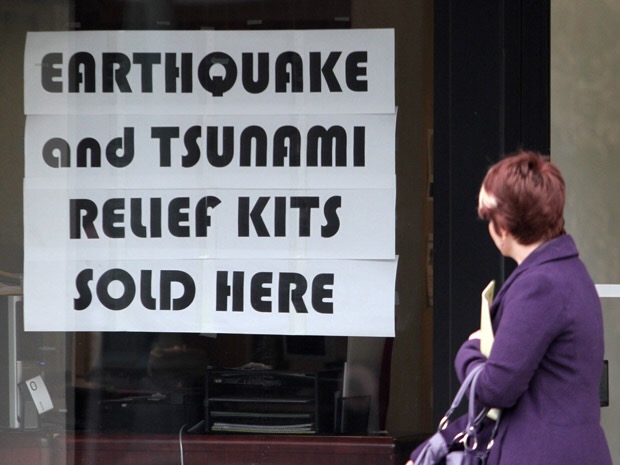 EARTHQUAKE
and TSUNAMI
RELIEF KITS
SOLD HERE